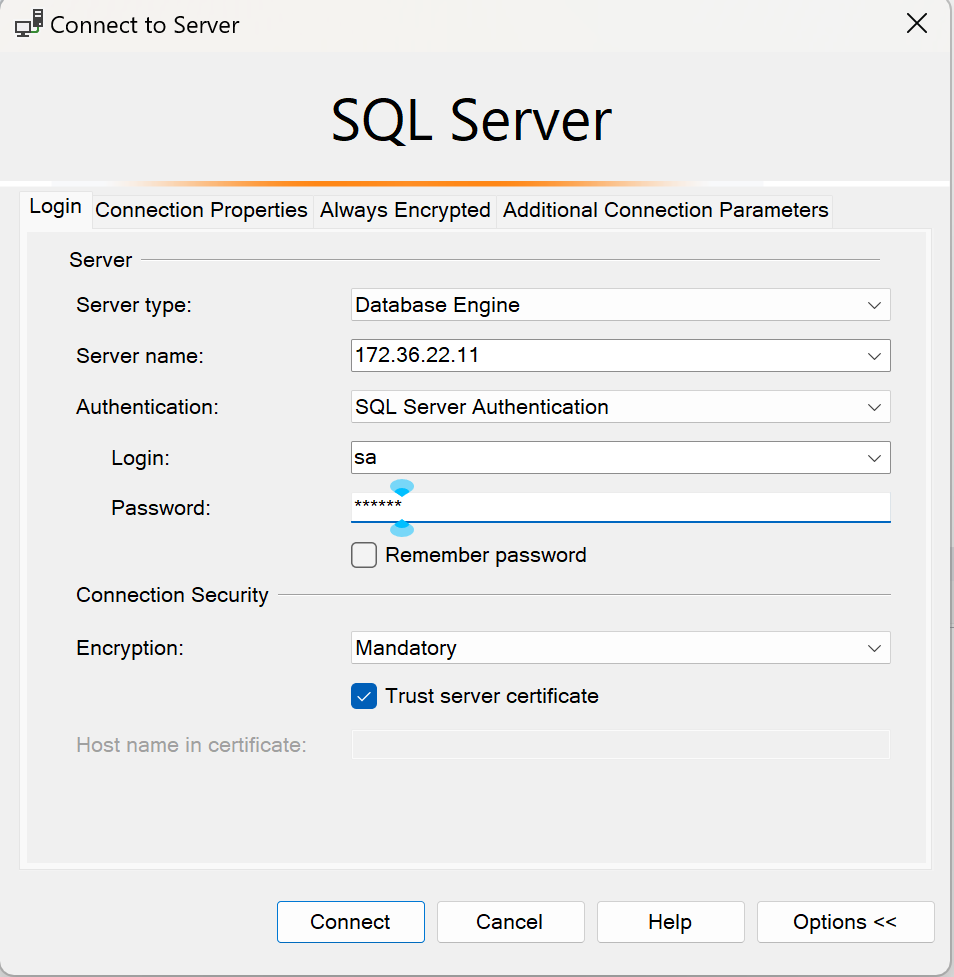 Connect to Server
SQL Server
Login Connection Properties Always Encrypted Additional Connection Parameters
Server
Server type: Database Engine
Server name: 172.36.22.11
Authentication: SQL Server Authentication
Login: sa
Password: ******
Remember password
Connection Security
Encryption: Mandatory
Trust server certificate
Host name in certificate:
Connect Cancel Help Options <<